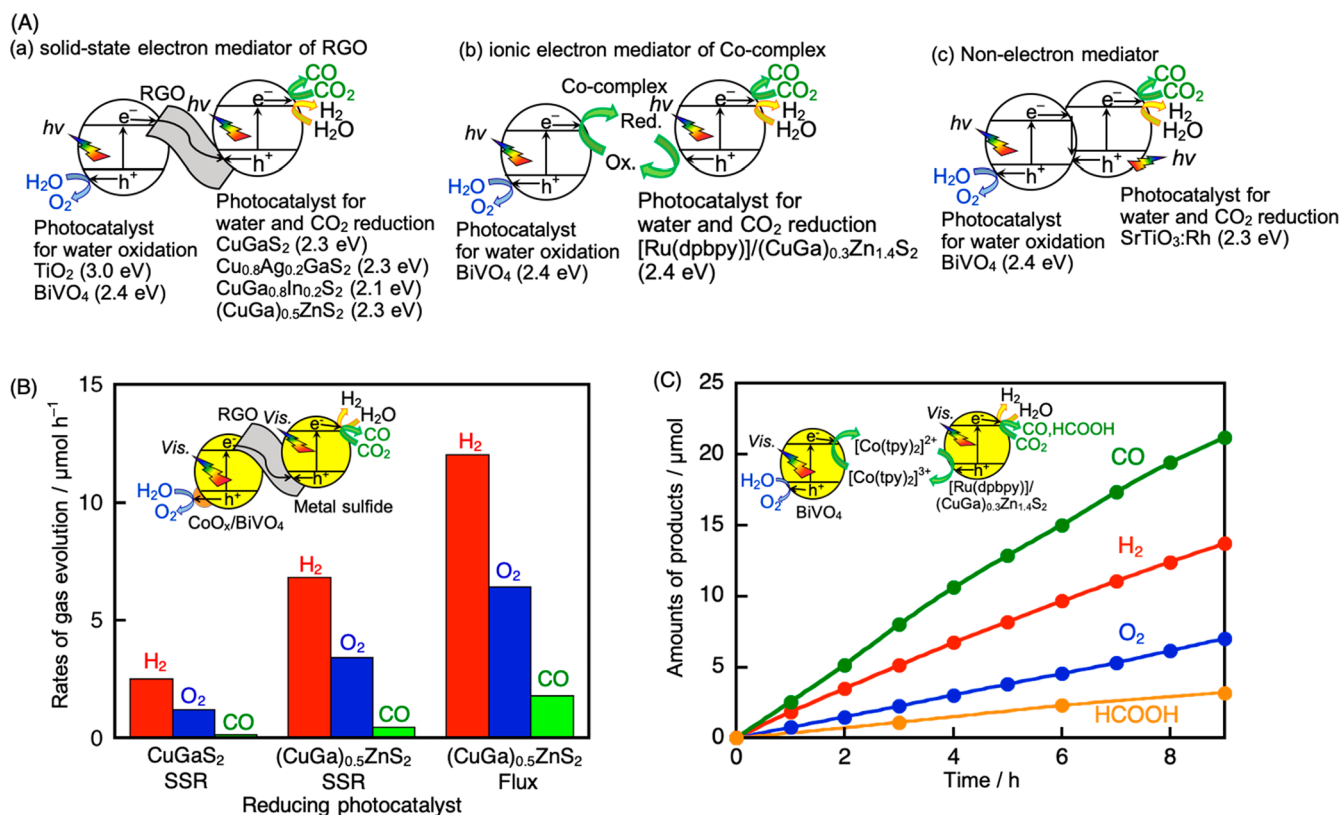 (A)
(a) solid-state electron mediator of RGO
RGO
hν
hν
e⁻
e⁻
h⁺
h⁺
CO
CO₂
H₂
H₂O
H₂O
O₂
Photocatalyst
for water oxidation
TiO₂ (3.0 eV)
BiVO₄ (2.4 eV)
Photocatalyst for
water and CO₂ reduction
CuGaS₂ (2.3 eV)
Cu₀.₈Ag₀.₂GaS₂ (2.3 eV)
CuGa₀.₈In₀.₂S₂ (2.1 eV)
(CuGa)₀.₅ZnS₂ (2.3 eV)
(b) ionic electron mediator of Co-complex
Co-complex
hν
hν
e⁻
Red.
Ox.
e⁻
h⁺
h⁺
CO
CO₂
H₂
H₂O
H₂O
O₂
Photocatalyst
for water oxidation
BiVO₄ (2.4 eV)
Photocatalyst for
water and CO₂ reduction
[Ru(dpbpy)]/(CuGa)₀.₃Zn₁.₄S₂
(2.4 eV)
(c) Non-electron mediator
hν
e⁻
e⁻
h⁺
h⁺
hν
CO
CO₂
H₂
H₂O
H₂O
O₂
Photocatalyst
for water oxidation
BiVO₄ (2.4 eV)
Photocatalyst for
water and CO₂ reduction
SrTiO₃:Rh (2.3 eV)
(B)
Rates of gas evolution / µmol h⁻¹
15
10
5
0
RGO
Vis.
Vis.
e⁻
e⁻
h⁺
h⁺
H₂
H₂O
CO
CO₂
H₂O
O₂
CoOₓ/BiVO₄
Metal sulfide
H₂
O₂
CO
H₂
O₂
CO
H₂
O₂
CO
CuGaS₂
SSR
(CuGa)₀.₅ZnS₂
SSR
(CuGa)₀.₅ZnS₂
Flux
Reducing photocatalyst
(C)
Amounts of products / µmol
25
20
15
10
5
0
Vis.
Vis.
e⁻
e⁻
h⁺
h⁺
[Co(tpy)₂]²⁺
[Co(tpy)₂]³⁺
H₂
H₂O
CO,HCOOH
CO₂
H₂O
O₂
BiVO₄
[Ru(dpbpy)]/
(CuGa)₀.₃Zn₁.₄S₂
CO
H₂
O₂
HCOOH
0
2
4
6
8
Time / h